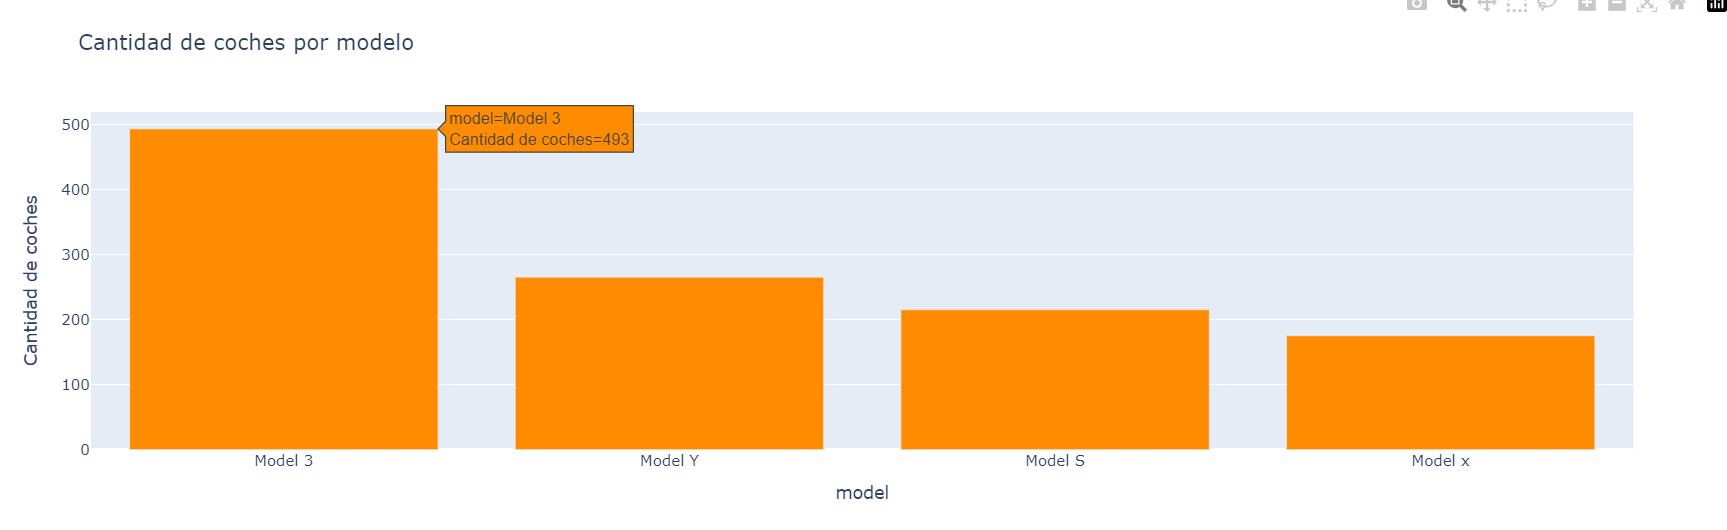 Cantidad de coches por modelo
model=Model 3
Cantidad de coches=493
Cantidad de coches
500
400
300
200
100
0
Model 3
Model Y
Model S
Model x
model